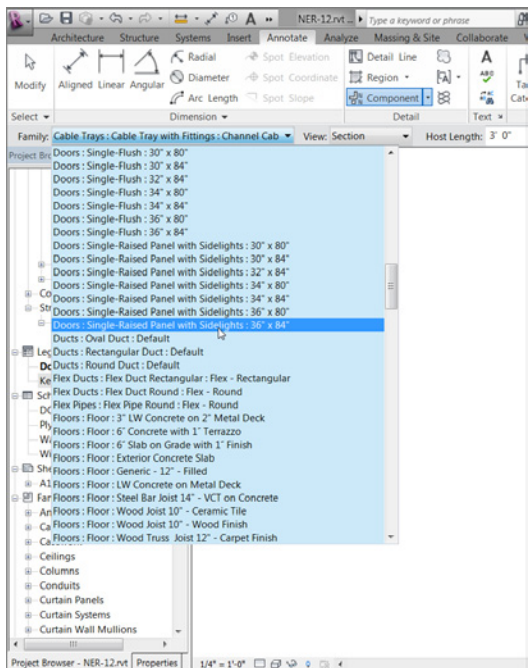 NER-12.rvt ...
Type a keyword or phrase
Architecture Structure Systems Insert Annotate Analyze Massing & Site Collaborate
Modify
Aligned Linear Angular
Radial
Diameter
Arc Length
Spot Elevation
Spot Coordinate
Spot Slope
Detail Line
Region
Component
A
Select
Dimension
Detail
Text
Family: Cable Trays : Cable Tray with Fittings : Channel Cab
View: Section
Host Length: 3' 0"
Doors : Single-Flush : 30" x 80"
Doors : Single-Flush : 30" x 84"
Doors : Single-Flush : 32" x 84"
Doors : Single-Flush : 34" x 80"
Doors : Single-Flush : 34" x 84"
Doors : Single-Flush : 36" x 80"
Doors : Single-Flush : 36" x 84"
Doors : Single-Raised Panel with Sidelights : 30" x 80"
Doors : Single-Raised Panel with Sidelights : 30" x 84"
Doors : Single-Raised Panel with Sidelights : 32" x 84"
Doors : Single-Raised Panel with Sidelights : 34" x 80"
Doors : Single-Raised Panel with Sidelights : 34" x 84"
Doors : Single-Raised Panel with Sidelights : 36" x 80"
Doors : Single-Raised Panel with Sidelights : 36" x 84"
Ducts : Oval Duct : Default
Ducts : Rectangular Duct : Default
Ducts : Round Duct : Default
Flex Ducts : Flex Duct Rectangular : Flex - Rectangular
Flex Ducts : Flex Duct Round : Flex - Round
Flex Pipes : Flex Pipe Round : Flex - Round
Floors : Floor : 3" LW Concrete on 2" Metal Deck
Floors : Floor : 6" Concrete with 1" Terrazzo
Floors : Floor : 6" Slab on Grade with 1" Finish
Floors : Floor : Exterior Concrete Slab
Floors : Floor : Generic - 12" - Filled
Floors : Floor : LW Concrete on Metal Deck
Floors : Floor : Steel Bar Joist 14" - VCT on Concrete
Floors : Floor : Wood Joist 10" - Ceramic Tile
Floors : Floor : Wood Joist 10" - Wood Finish
Floors : Floor : Wood Truss Joist 12" - Carpet Finish
Ceilings
Columns
Conduits
Curtain Panels
Curtain Systems
Curtain Wall Mullions
Project Browser - NER-12.rvt
Properties
1/4" = 1'-0"